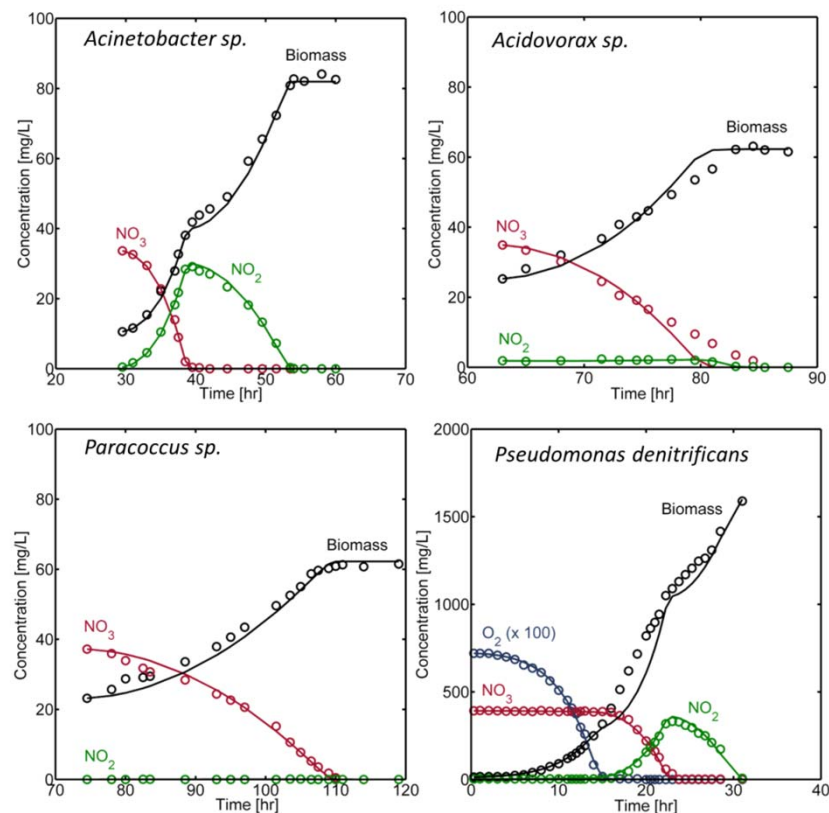 Acinetobacter sp.
Biomass
NO3
NO2
Concentration [mg/L]
100
80
60
40
20
0
20
30
40
50
60
70
Time [hr]
Acidovorax sp.
Biomass
NO3
NO2
Concentration [mg/L]
100
80
60
40
20
0
60
70
80
90
Time [hr]
Paracoccus sp.
Biomass
NO3
NO2
Concentration [mg/L]
100
80
60
40
20
0
70
80
90
100
110
120
Time [hr]
Pseudomonas denitrificans
Biomass
O2 (x 100)
NO3
NO2
Concentration [mg/L]
2000
1500
1000
500
0
0
10
20
30
40
Time [hr]